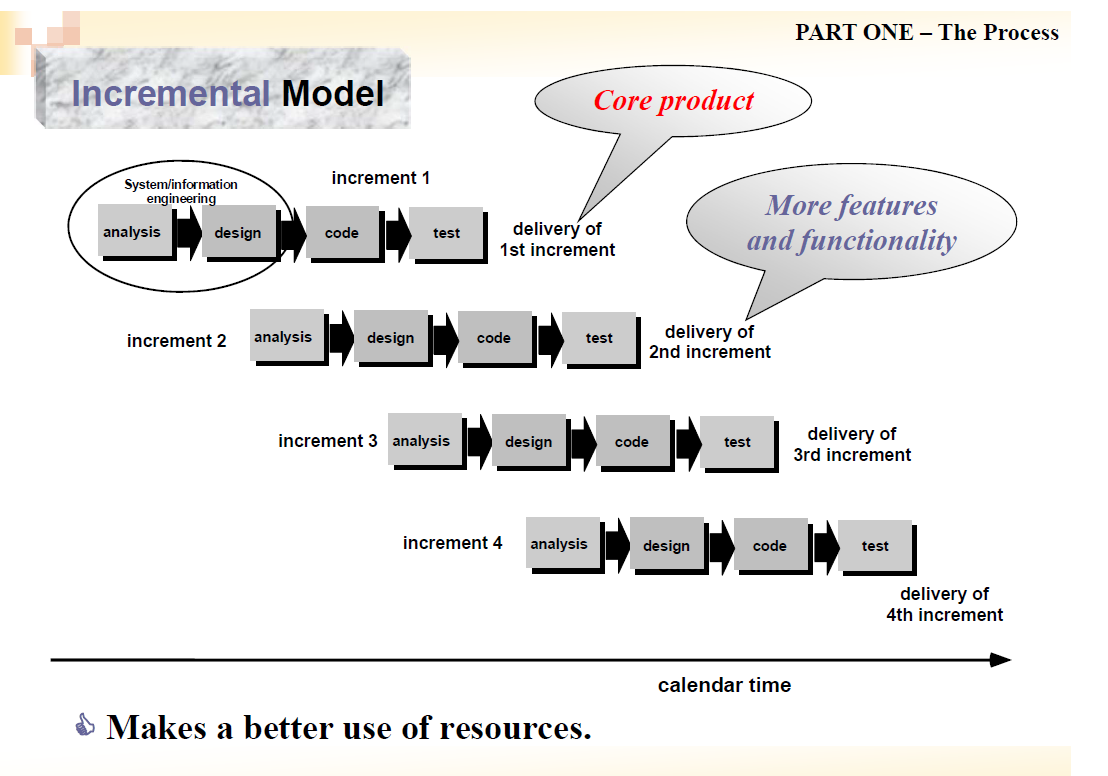 PART ONE – The Process
Incremental Model
Core product
System/information
engineering
increment 1
analysis
design
code
test
delivery of
1st increment
More features
and functionality
increment 2
analysis
design
code
test
delivery of
2nd increment
increment 3
analysis
design
code
test
delivery of
3rd increment
increment 4
analysis
design
code
test
delivery of
4th increment
calendar time
Makes a better use of resources.